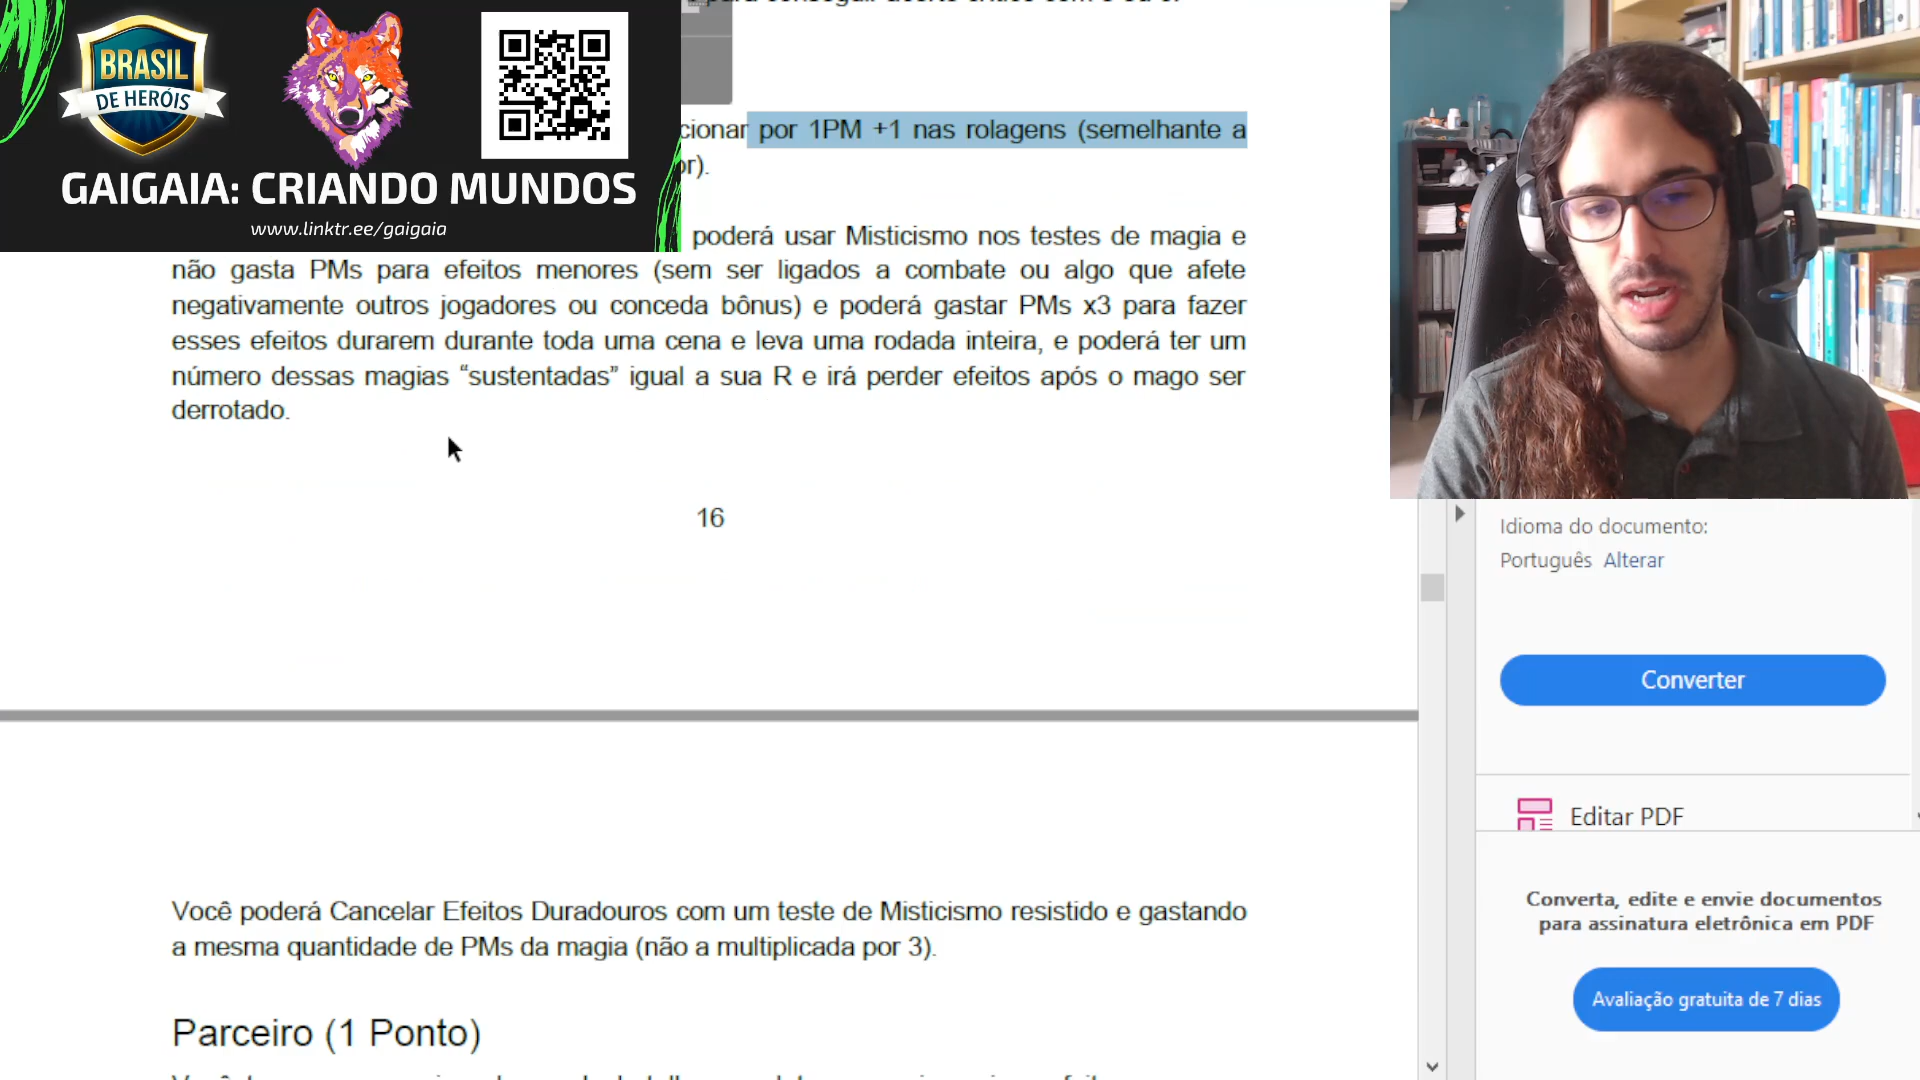 BRASIL
DE HERÓIS
GAIGAIA: CRIANDO MUNDOS
www.linktr.ee/gaigaia
para conseguir acerto crítico com
cionar por 1PM +1 nas rolagens (semelhante a
or).
poderá usar Misticismo nos testes de magia e
não gasta PMs para efeitos menores (sem ser ligados a combate ou algo que afete
negativamente outros jogadores ou conceda bônus) e poderá gastar PMs x3 para fazer
esses efeitos durarem durante toda uma cena e leva uma rodada inteira, e poderá ter um
número dessas magias “sustentadas” igual a sua R e irá perder efeitos após o mago ser
derrotado.
16
Você poderá Cancelar Efeitos Duradouros com um teste de Misticismo resistido e gastando
a mesma quantidade de PMs da magia (não a multiplicada por 3).
Parceiro (1 Ponto)
Idioma do documento:
Português Alterar
Converter
Editar PDF
Converta, edite e envie documentos
para assinatura eletrônica em PDF
Avaliação gratuita de 7 dias